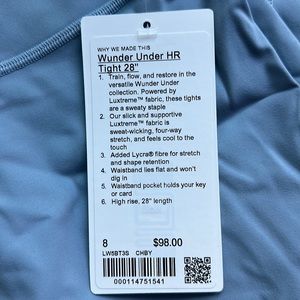 WHY WE MADE THIS
Wunder Under HR
Tight 28"
1. Train, flow, and restore in the
versatile Wunder Under
collection. Powered by
Luxtreme™ fabric, these tights
are a sweaty staple
2. Our slick and supportive
Luxtreme™ fabric is
sweat-wicking, four-way
stretch, and feels cool to the
touch
3. Added Lycra® fibre for stretch
and shape retention
4. Waistband lies flat and won't
dig in
5. Waistband pocket holds your key
or card
6. High rise, 28" length
8 $98.00
LW5BT3S CHBY
000114751541